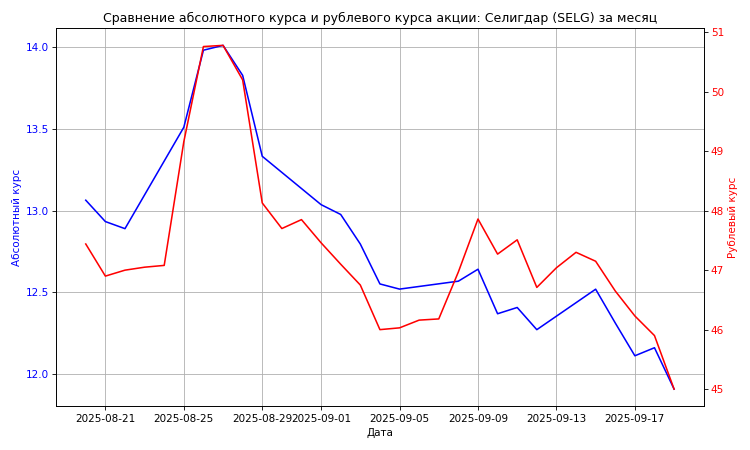 Сравнение абсолютного курса и рублевого курса акции: Селигдар (SELG) за месяц
Абсолютный курс
14.0
13.5
13.0
12.5
12.0
51
50
49
48
47
46
45
Рублевый курс
2025-08-21 2025-08-25 2025-08-29 2025-09-01 2025-09-05 2025-09-09 2025-09-13 2025-09-17
Дата